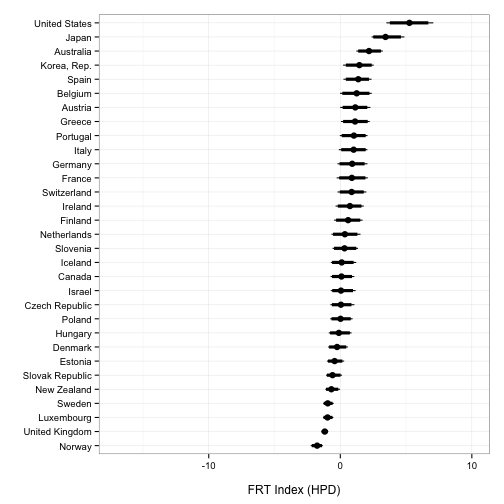 United States
Japan
Australia
Korea, Rep.
Spain
Belgium
Austria
Greece
Portugal
Italy
Germany
France
Switzerland
Ireland
Finland
Netherlands
Slovenia
Iceland
Canada
Israel
Czech Republic
Poland
Hungary
Denmark
Estonia
Slovak Republic
New Zealand
Sweden
Luxembourg
United Kingdom
Norway
-10 0 10
FRT Index (HPD)